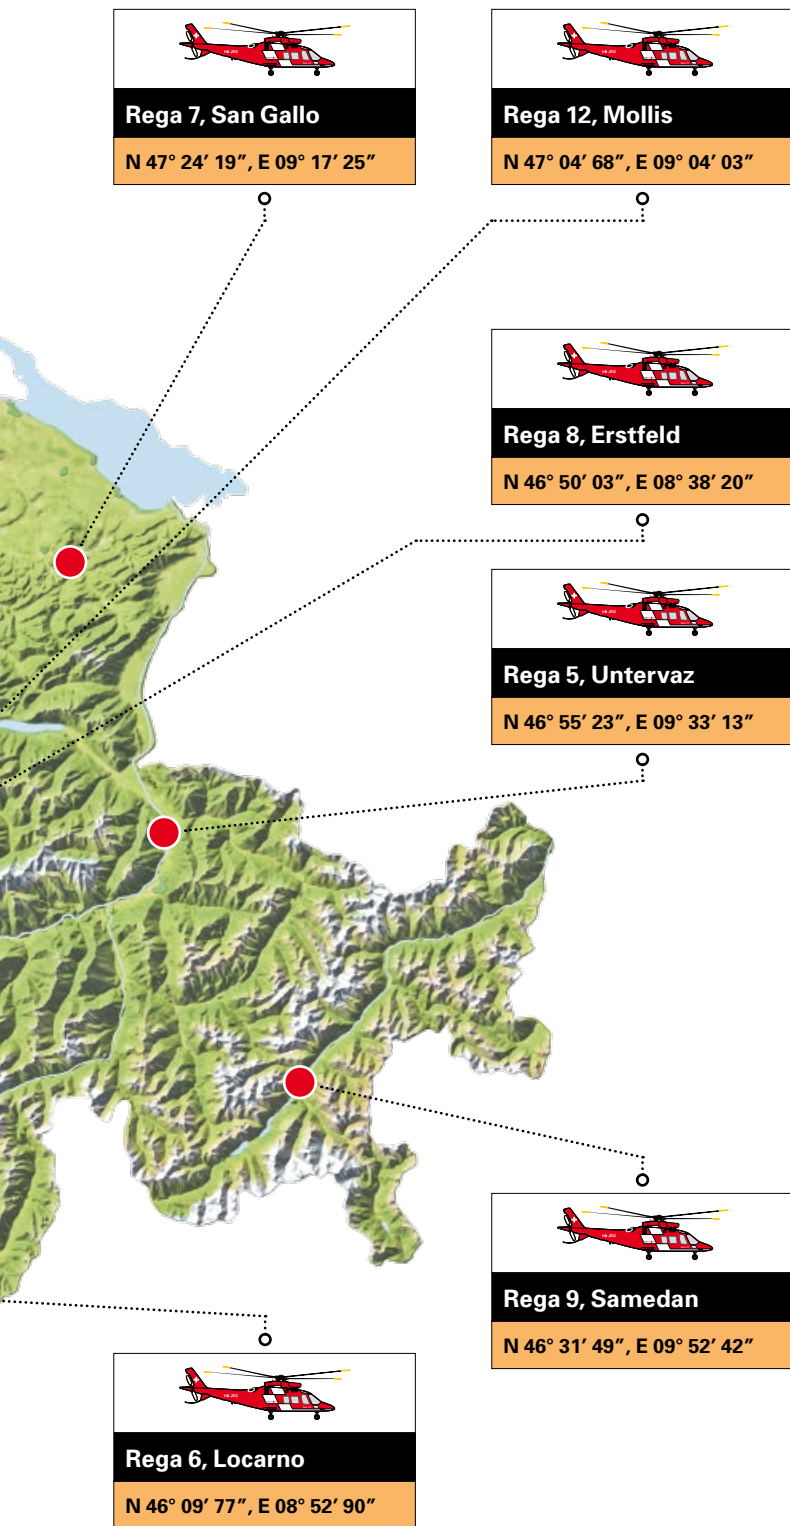 Rega 7, San Gallo
N 47° 24′ 19″, E 09° 17′ 25″
Rega 12, Mollis
N 47° 04′ 68″, E 09° 04′ 03″
Rega 8, Erstfeld
N 46° 50′ 03″, E 08° 38′ 20″
Rega 5, Untervaz
N 46° 55′ 23″, E 09° 33′ 13″
Rega 9, Samedan
N 46° 31′ 49″, E 09° 52′ 42″
Rega 6, Locarno
N 46° 09′ 77″, E 08° 52′ 90″